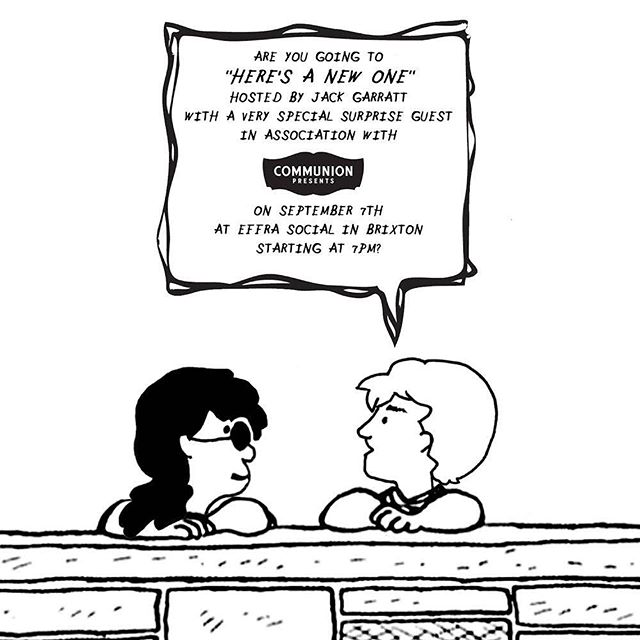 ARE YOU GOING TO
"HERE'S A NEW ONE"
HOSTED BY JACK GARRATT
WITH A VERY SPECIAL SURPRISE GUEST
IN ASSOCIATION WITH
COMMUNION
PRESENTS
ON SEPTEMBER 7TH
AT EFFRA SOCIAL IN BRIXTON
STARTING AT 7PM?